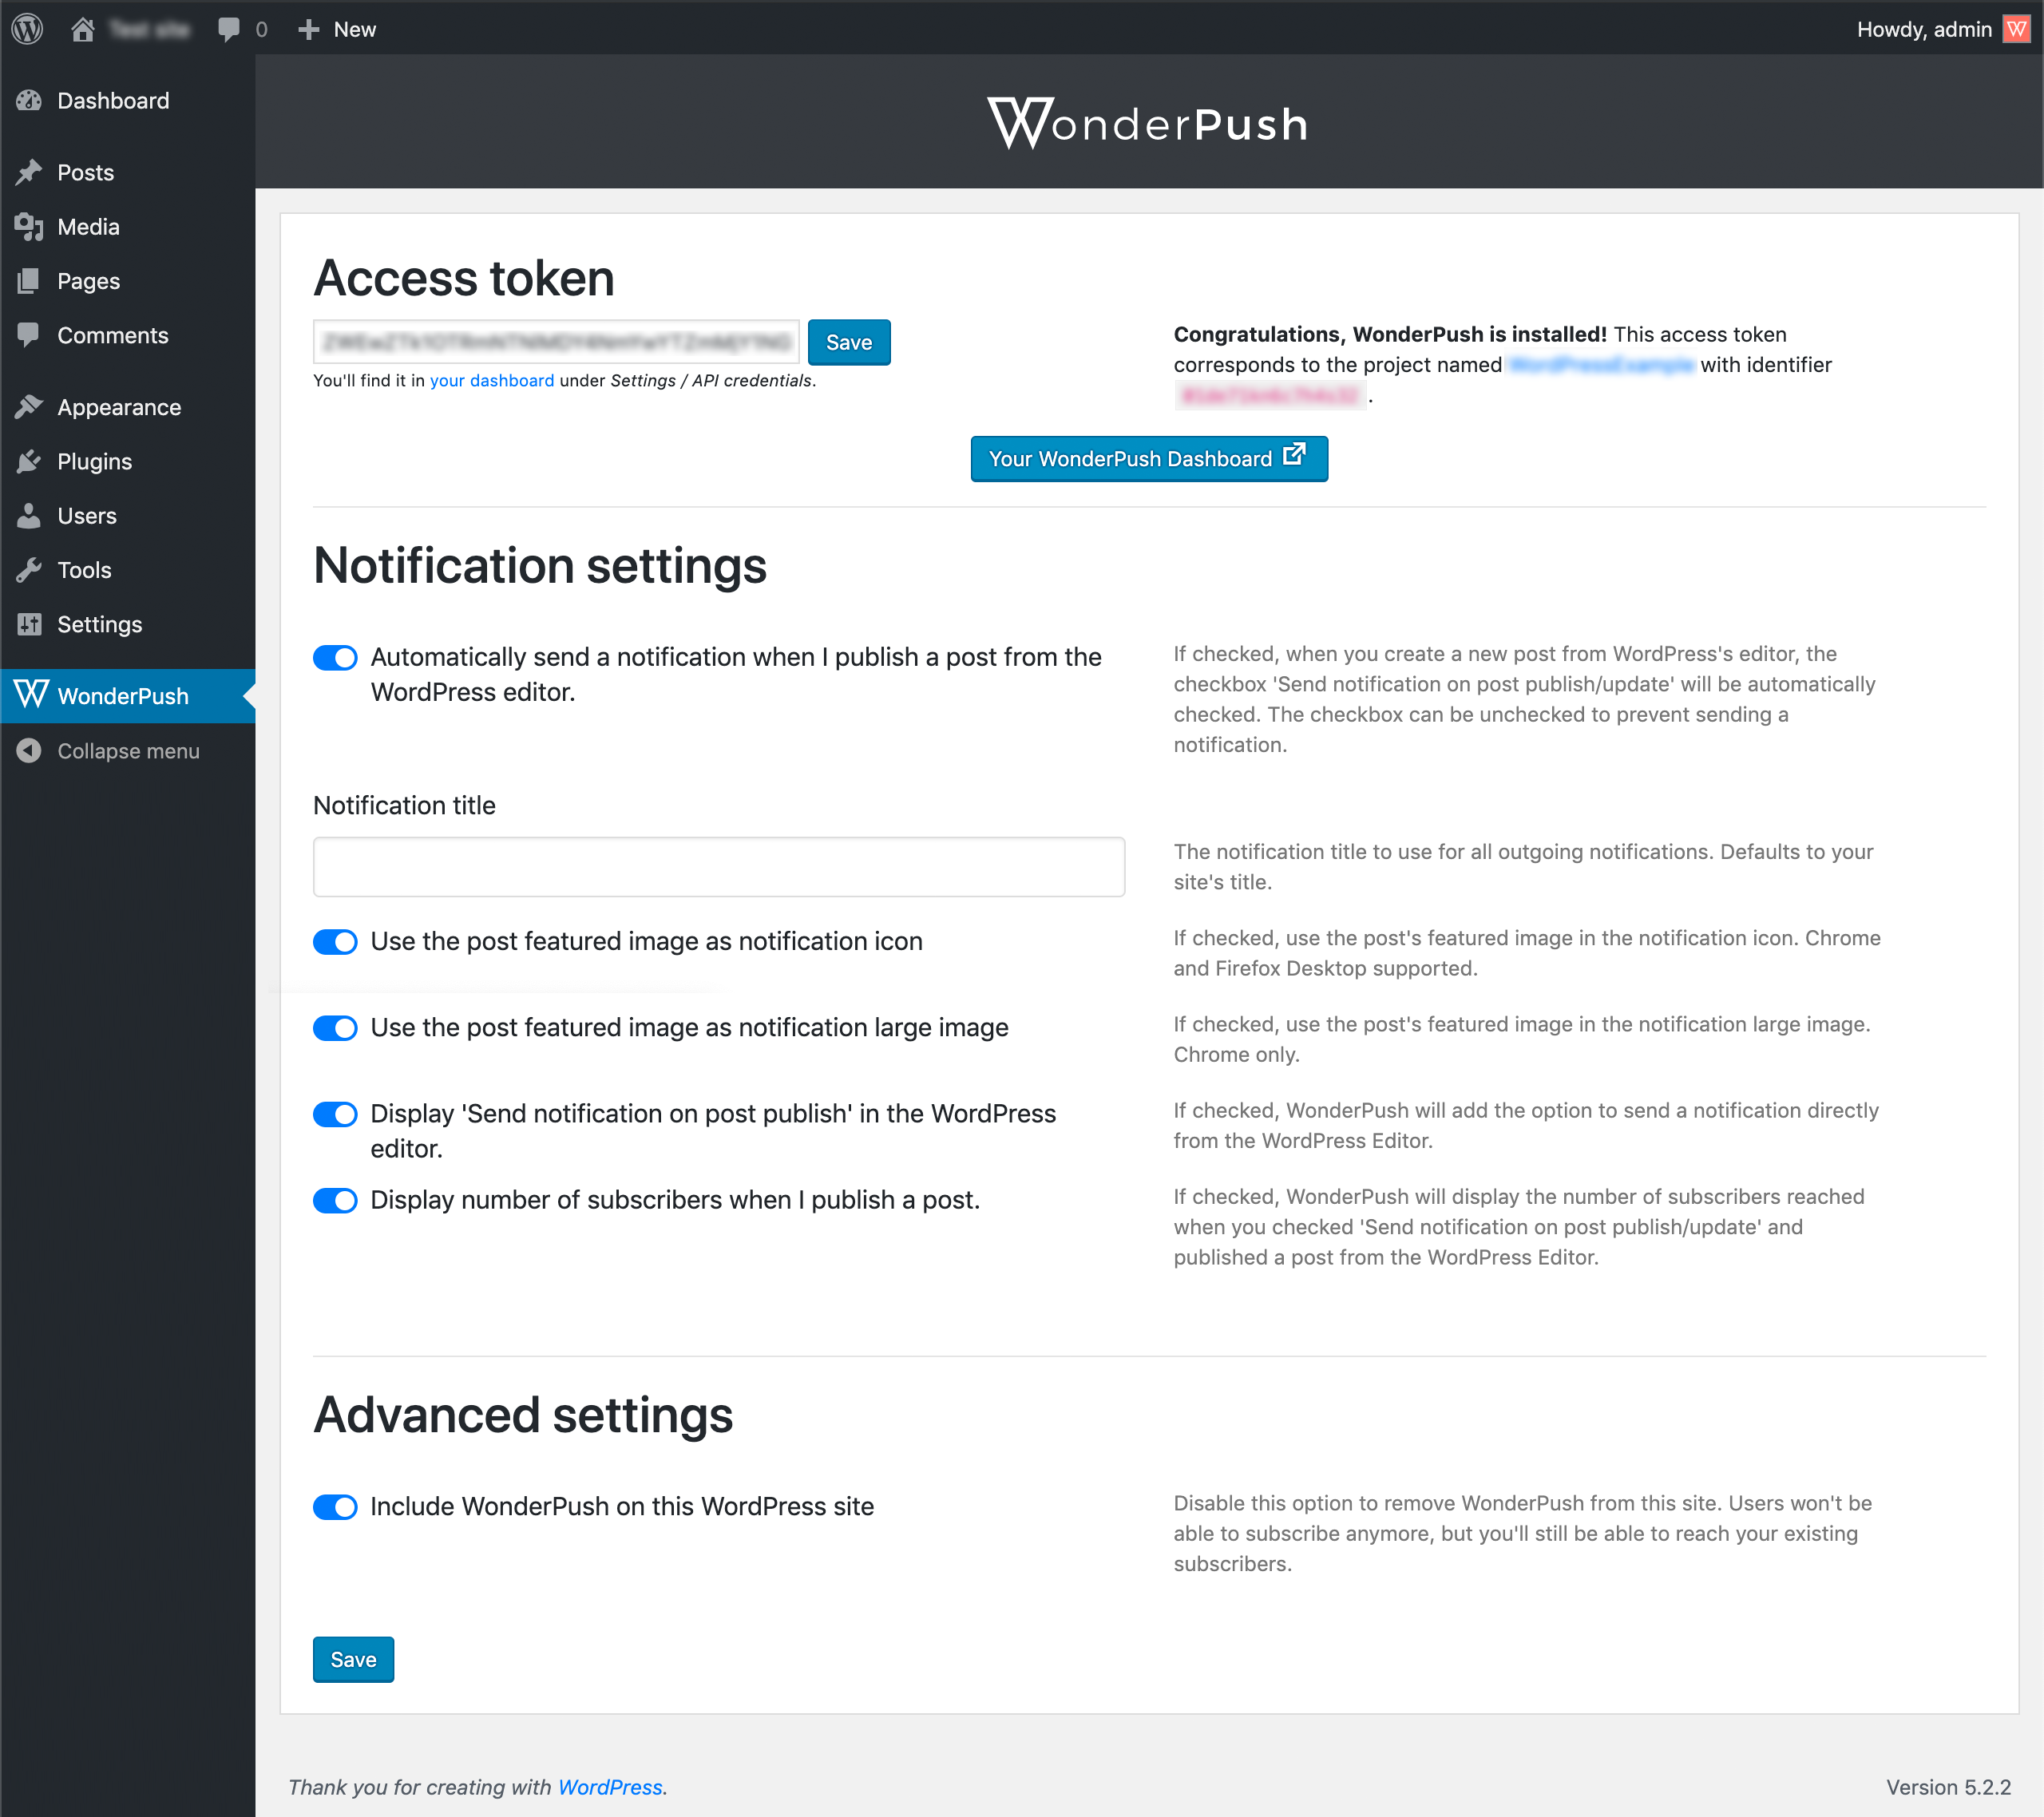 0
New
Howdy, admin
Dashboard
Posts
Media
Pages
Comments
Appearance
Plugins
Users
Tools
Settings
WonderPush
Collapse menu
WonderPush
Access token
Save
You'll find it in your dashboard under Settings / API credentials.
Congratulations, WonderPush is installed! This access token
corresponds to the project named with identifier
.
Your WonderPush Dashboard
Notification settings
Automatically send a notification when I publish a post from the
WordPress editor.
If checked, when you create a new post from WordPress's editor, the
checkbox 'Send notification on post publish/update' will be automatically
checked. The checkbox can be unchecked to prevent sending a
notification.
Notification title
The notification title to use for all outgoing notifications. Defaults to your
site's title.
Use the post featured image as notification icon
If checked, use the post's featured image in the notification icon. Chrome
and Firefox Desktop supported.
Use the post featured image as notification large image
If checked, use the post's featured image in the notification large image.
Chrome only.
Display 'Send notification on post publish' in the WordPress
editor.
If checked, WonderPush will add the option to send a notification directly
from the WordPress Editor.
Display number of subscribers when I publish a post.
If checked, WonderPush will display the number of subscribers reached
when you checked 'Send notification on post publish/update' and
published a post from the WordPress Editor.
Advanced settings
Include WonderPush on this WordPress site
Disable this option to remove WonderPush from this site. Users won't be
able to subscribe anymore, but you'll still be able to reach your existing
subscribers.
Save
Thank you for creating with WordPress.
Version 5.2.2